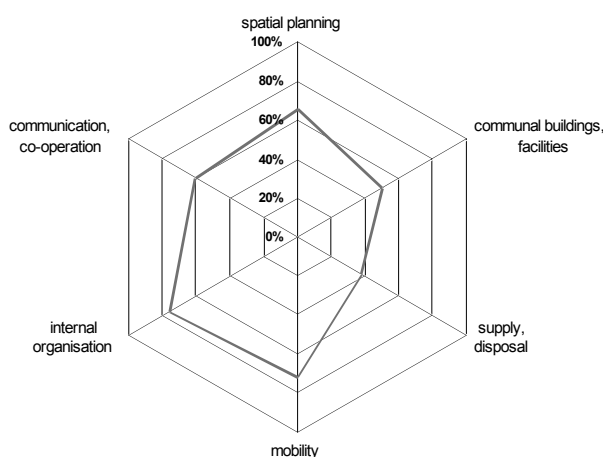 spatial planning
100%
80%
60%
40%
20%
0%
communication,
co-operation
communal buildings,
facilities
internal
organisation
supply,
disposal
mobility